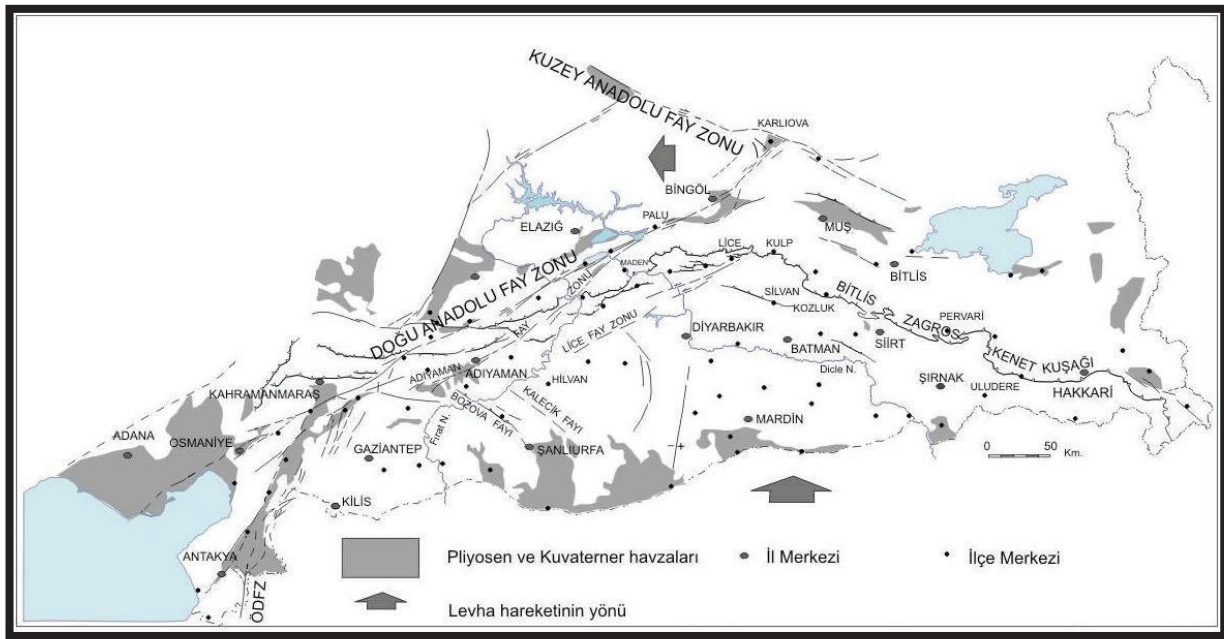 KUZEY ANADOLU FAY ZONU
KARLIOVA
BİNGÖL
MUŞ
ELAZIĞ
PALU
LİCE
KULP
BİTLİS
MADEN
DOĞU ANADOLU FAY ZONU
SİLVAN
KOZLUK
BİTLİS
ZAGROS
KENET KUŞAĞI
PERVARİ
SİİRT
LİCE FAY ZONU
DİYARBAKIR
BATMAN
Dicle N.
ŞIRNAK
ULUDERE
HAKKARİ
ADIYAMAN
FAY
ZONU
ADIYAMAN
HİLVAN
KAHRAMANMARAŞ
BOZOVA FAYI
KALECİK FAYI
MARDİN
ADANA
OSMANİYE
GAZİANTEP
Fırat N.
ŞANLIURFA
0 50 Km.
KİLİS
ANTAKYA
ÖDFZ
Pliyosen ve Kuvaterner havzaları
İl Merkezi
İlçe Merkezi
Levha hareketinin yönü